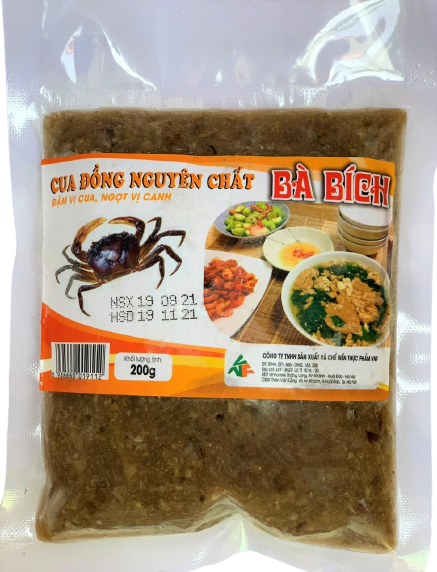 CUA ĐỒNG NGUYÊN CHẤT
BÀ BÍCH
ĐẬM VỊ CUA, NGỌT VỊ CANH
NSX 19 09 21
HSD 19 11 21
Khối lượng tịnh:
200g
CÔNG TY TNHH SẢN XUẤT VÀ CHẾ BIẾN THỰC PHẨM VNF